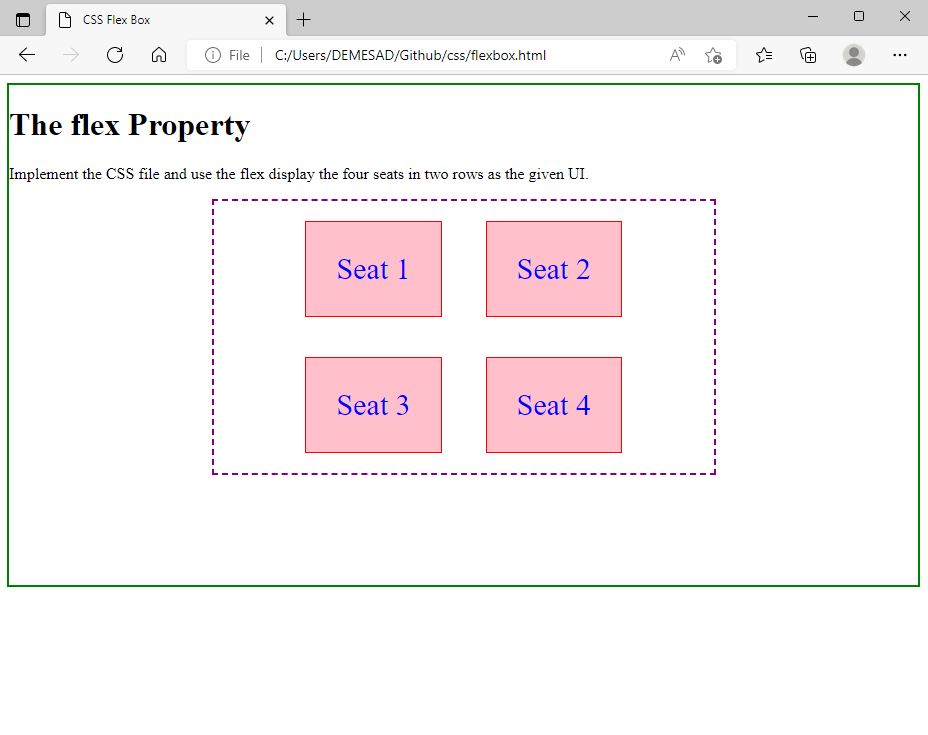 CSS Flex Box
File
C:/Users/DEMESAD/Github/css/flexbox.html
The flex Property
Implement the CSS file and use the flex display the four seats in two rows as the given UI.
Seat 1 Seat 2
Seat 3 Seat 4